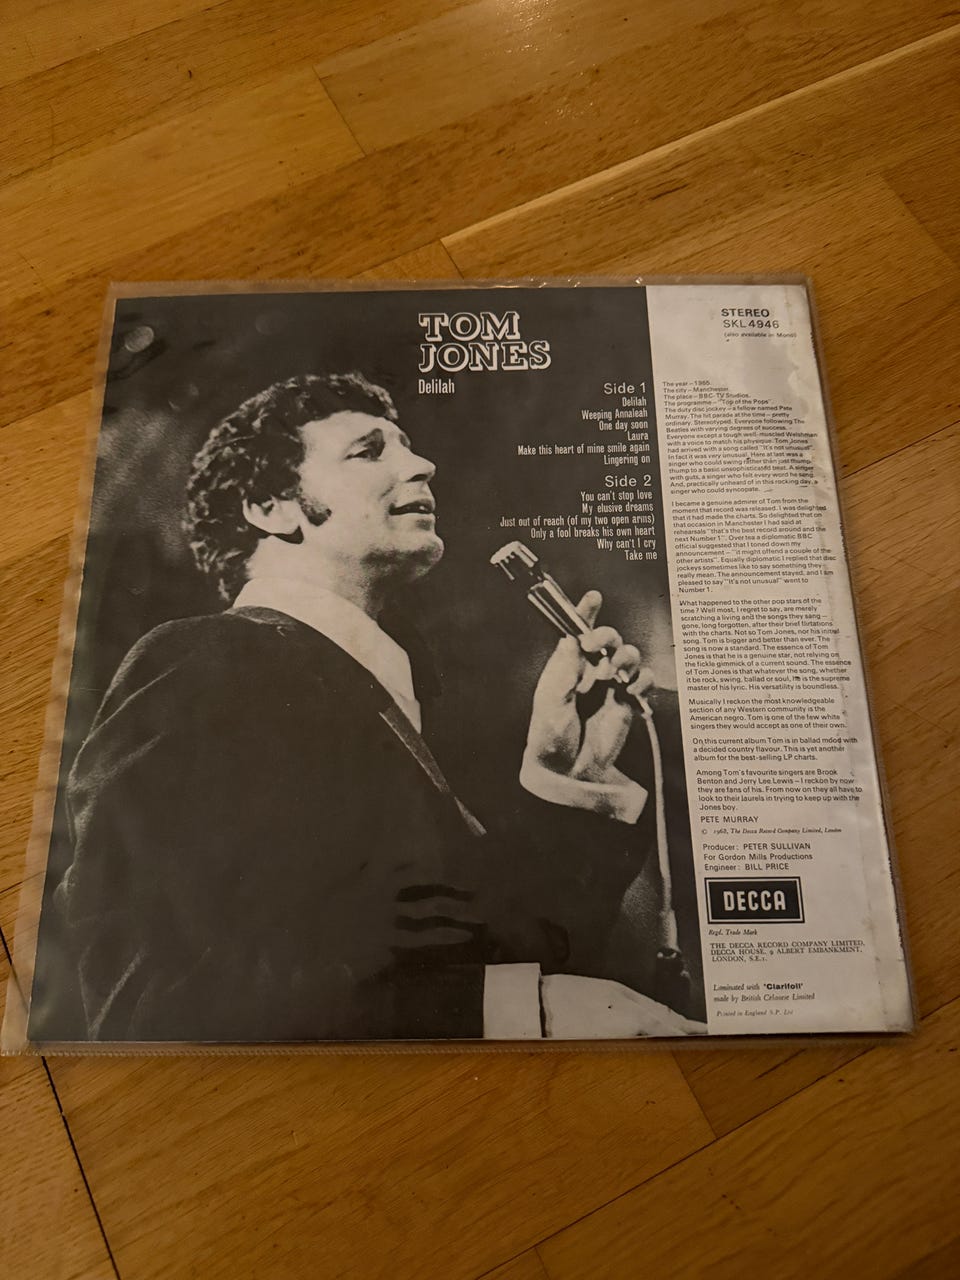 TOM
JONES
Delilah
Side 1
Delilah
Weeping Annaleah
One day soon
Laura
Make this heart of mine smile again
Lingering on
Side 2
You can't stop love
My elusive dreams
Just out of reach (of my two open arms)
Only a fool breaks his own heart
Why can't I cry
Take me
STEREO
SKL 4946
(also available in Mono)
The year – 1965.
The city – Manchester.
The place – BBC-TV Studios.
The programme – "Top of the Pops".
The duty disc jockey – a fellow named Pete
Murray. The hit parade at the time – pretty
ordinary. Stereotyped. Everyone following The
Beatles with varying degrees of success.
Everyone except a tough well-muscled Welshman
with a voice to match his physique. Tom Jones
had arrived with a song called "It's not unusual".
In fact it was very unusual. Here at last was a
singer who could swing rather than just thump,
thump to a basic unsophisticated beat. A singer
with guts, a singer who felt every word he sang.
And, practically unheard of in this rocking day, a
singer who could syncopate.
I became a genuine admirer of Tom from the
moment that record was released. I was delighted
that it had made the charts. So delighted that on
that occasion in Manchester I had said at
rehearsals "that's the best record around and the
next Number 1". Over tea a diplomatic BBC
official suggested that I toned down my
announcement – "it might offend a couple of the
other artists". Equally diplomatic I replied that disc
jockeys sometimes like to say something they
really mean. The announcement stayed, and I am
pleased to say "It's not unusual" went to
Number 1.
What happened to the other pop stars of the
time? Well most, I regret to say, are merely
scratching a living and the songs they sang –
gone, long forgotten, after their brief flirtations
with the charts. Not so Tom Jones, nor his initial
song. Tom is bigger and better than ever. The
song is now a standard. The essence of Tom
Jones is that he is a genuine star, not relying on
the fickle gimmick of a current sound. The essence
of Tom Jones is that whatever the song, whether
it be rock, swing, ballad or soul, he is the supreme
master of his lyric. His versatility is boundless.
Musically I reckon the most knowledgeable
section of any Western community is the
American negro. Tom is one of the few white
singers they would accept as one of their own.
On this current album Tom is in ballad mood with
a decided country flavour. This is yet another
album for the best-selling LP charts.
Among Tom's favourite singers are Brook
Benton and Jerry Lee Lewis – I reckon by now
they are fans of his. From now on they all have to
look to their laurels in trying to keep up with the
Jones boy.
PETE MURRAY
© 1968, The Decca Record Company Limited, London
Producer: PETER SULLIVAN
For Gordon Mills Productions
Engineer: BILL PRICE
DECCA
Regd. Trade Mark
THE DECCA RECORD COMPANY LIMITED,
DECCA HOUSE, 9 ALBERT EMBANKMENT,
LONDON, S.E.1.
Laminated with 'Clarifoil'
made by British Celanese Limited
Printed in England S.P. Ltd